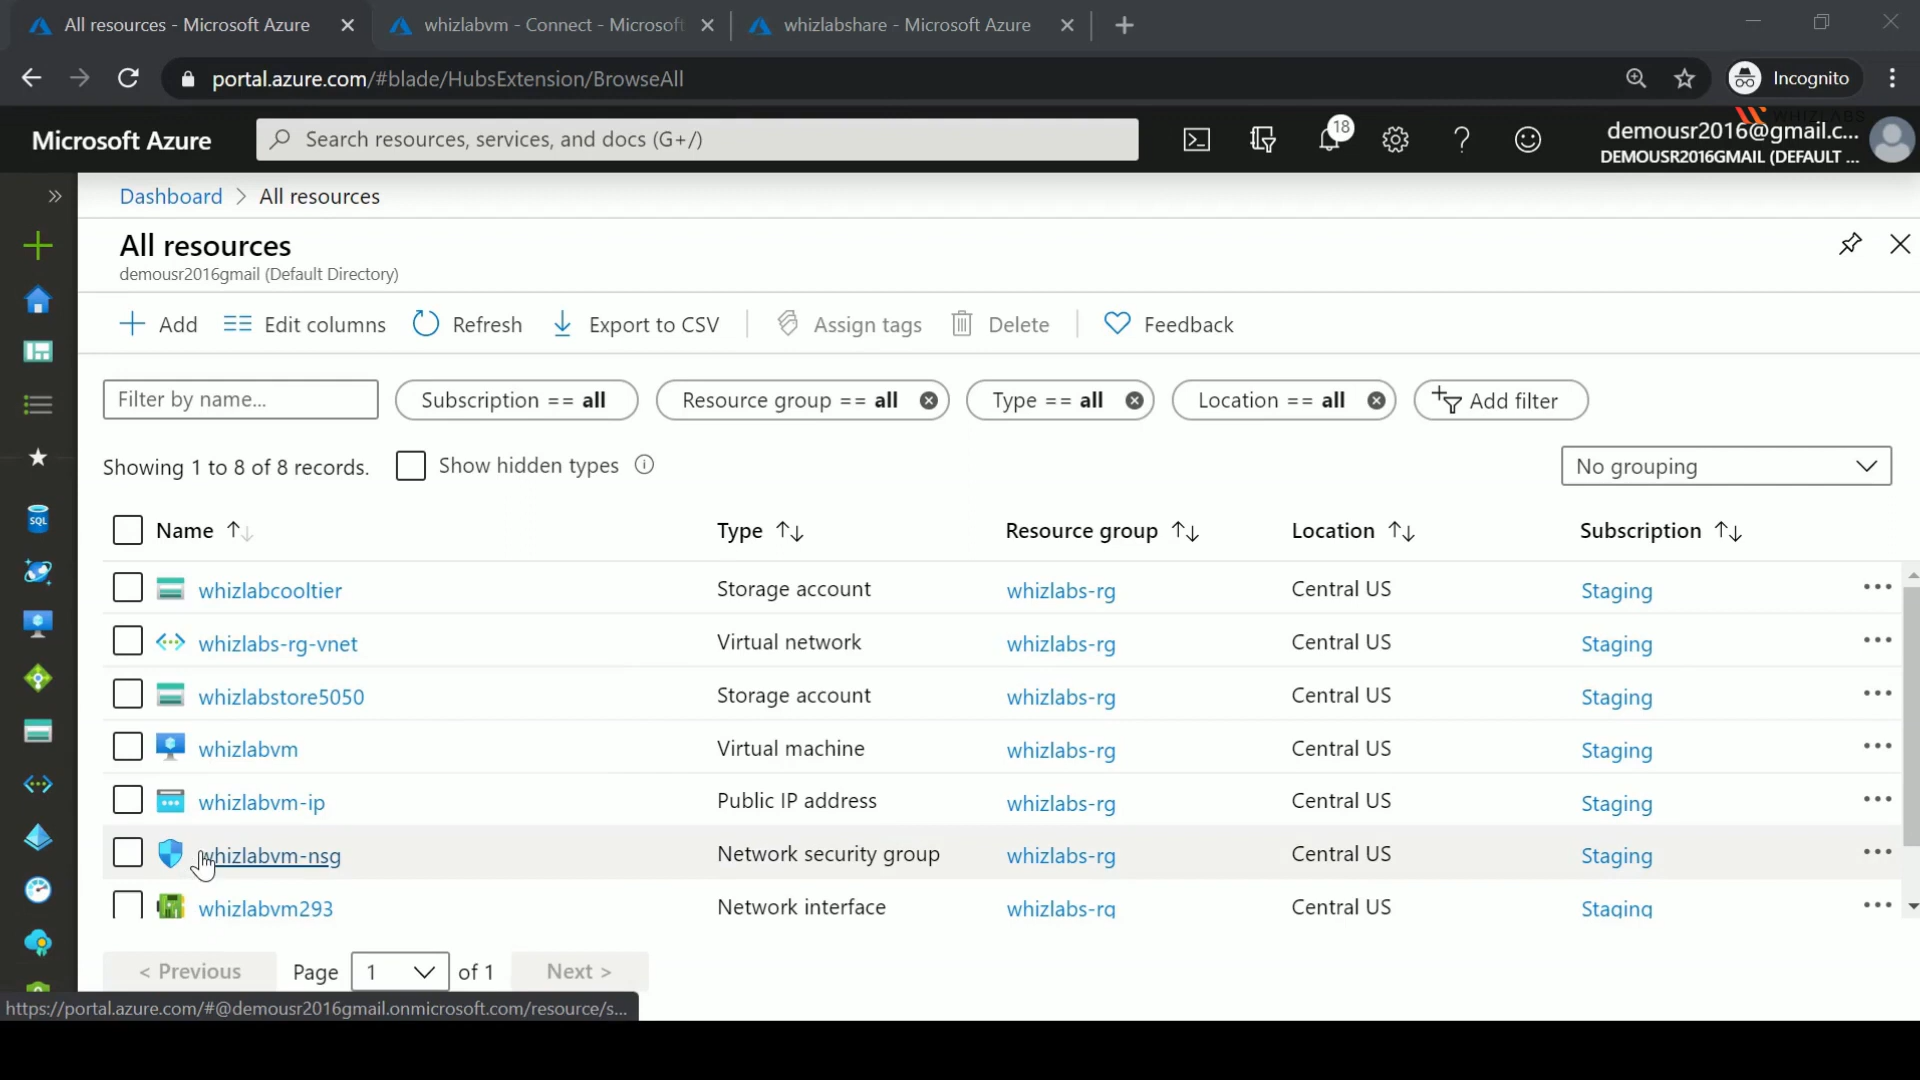 All resources - Microsoft Azure
whizlabvm - Connect - Microsoft
whizlabshare - Microsoft Azure
portal.azure.com/#blade/HubsExtension/BrowseAll
Incognito
WHIZLABS
Microsoft Azure
Search resources, services, and docs (G+/)
18
demousr2016@gmail.c...
DEMOUSR2016GMAIL (DEFAULT ...
Dashboard > All resources
All resources
demousr2016gmail (Default Directory)
Add
Edit columns
Refresh
Export to CSV
Assign tags
Delete
Feedback
Filter by name...
Subscription == all
Resource group == all
Type == all
Location == all
Add filter
Showing 1 to 8 of 8 records.
Show hidden types
No grouping
Name Type Resource group Location Subscription
whizlabcooltier Storage account whizlabs-rg Central US Staging
whizlabs-rg-vnet Virtual network whizlabs-rg Central US Staging
whizlabstore5050 Storage account whizlabs-rg Central US Staging
whizlabvm Virtual machine whizlabs-rg Central US Staging
whizlabvm-ip Public IP address whizlabs-rg Central US Staging
whizlabvm-nsg Network security group whizlabs-rg Central US Staging
whizlabvm293 Network interface whizlabs-rg Central US Staging
< Previous
Page 1 of 1
Next >
https://portal.azure.com/#@demousr2016gmail.onmicrosoft.com/resource/s...
SQL